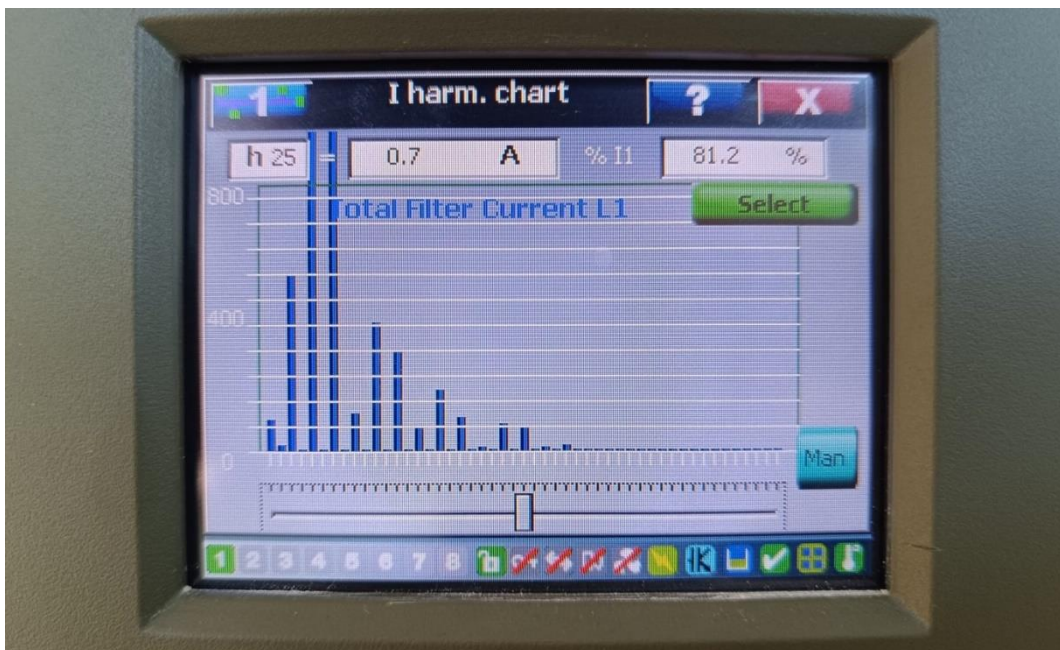 1 I harm. chart ? X
h 25 = 0.7 A % I1 81.2 %
800 Total Filter Current L1 Select
400
0 Man
1 2 3 4 5 6 7 8